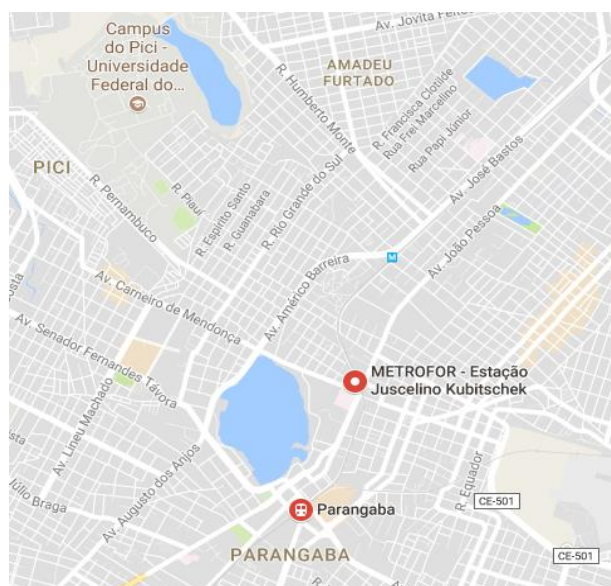 Av. Jovita Feito
Campus
do Pici -
Universidade
Federal do...
AMADEU
FURTADO
R. Humberto Monte
R. Francisca Clotilde
Rua Frei Marcelino
Rua Papi Júnior
Av. José Bastos
PICI
R. Pernambuco
R. Piauí
R. Espírito Santo
R. Guanabara
R. Rio Grande do Sul
Av. João Pessoa
Av. Américo Barreira
M
Av. Carneiro de Mendonça
Av. Senador Fernandes Távora
METROFOR - Estação
Juscelino Kubitschek
Av. Lineu Machado
Av. Augusto dos Anjos
Júlio Braga
R. Equador
CE-501
Parangaba
PARANGABA
CE-501